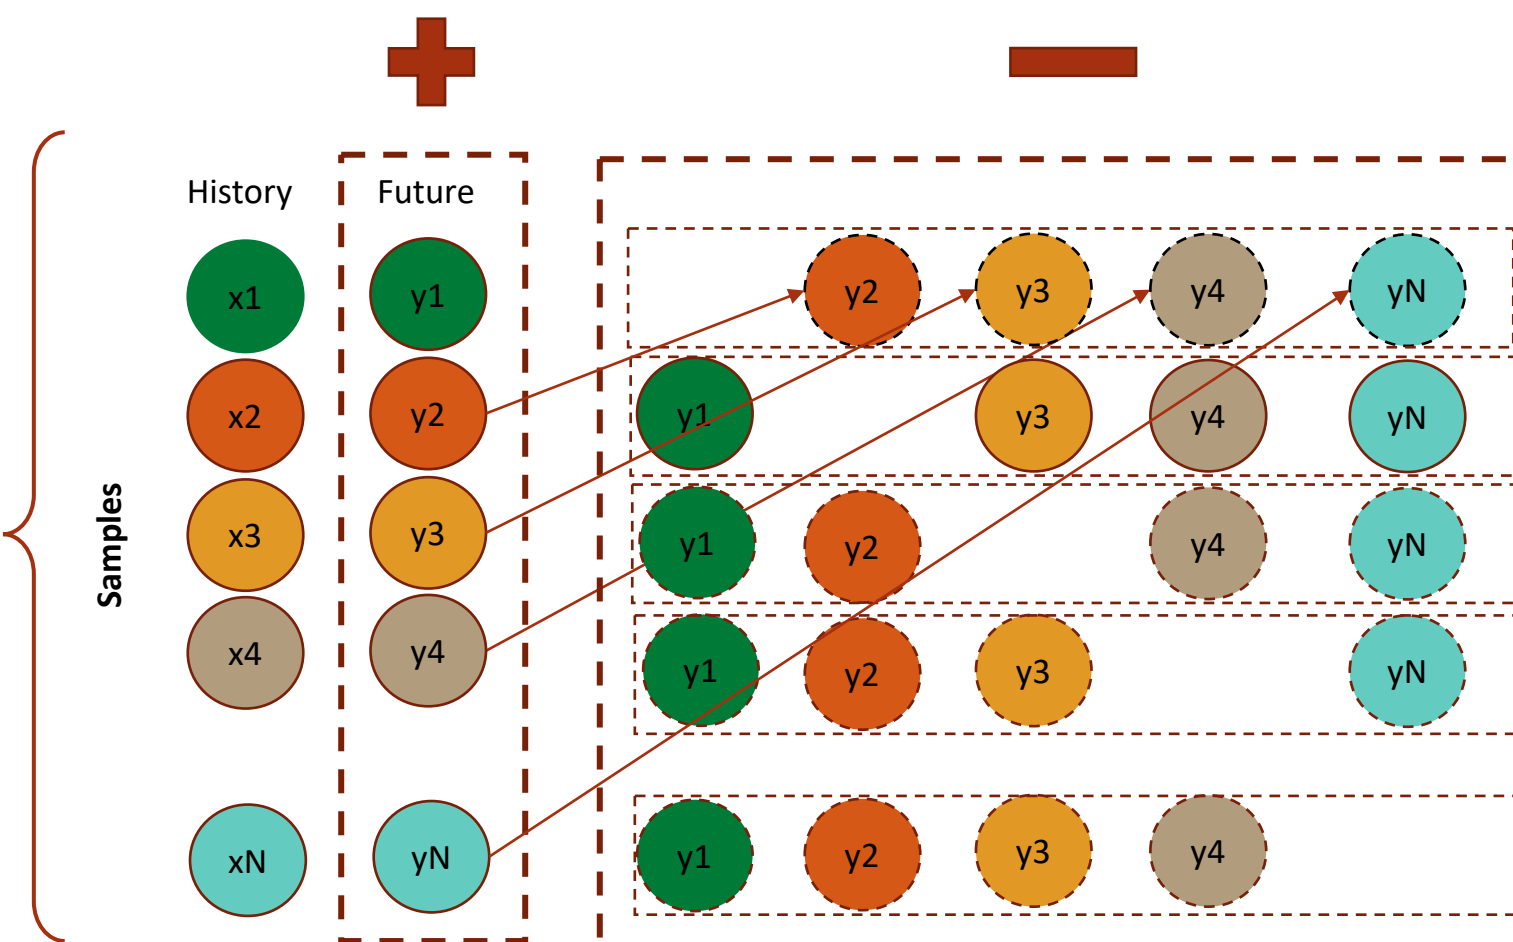 History Future
x1 y1 y2 y3 y4 yN
x2 y2 y1 y3 y4 yN
x3 y3 y1 y2 y4 yN
Samples
x4 y4 y1 y2 y3 yN
xN yN y1 y2 y3 y4